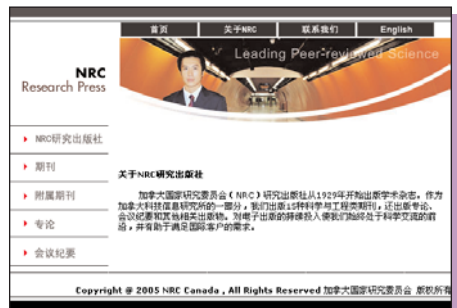 首页 关于NRC 联系我们 English
Leading Peer-reviewed Science
NRC
Research Press
NRC研究出版社
期刊
附属期刊
专论
会议纪要
关于NRC研究出版社
加拿大国家研究委员会（NRC）研究出版社从1929年开始出版学术杂志。作为
加拿大科技信息研究所的一部分，我们出版15种科学与工程类期刊，还出版专论、
会议纪要和其他相关出版物。对电子出版的持续投入使我们始终处于科学交流的前
沿，并有助于满足国际客户的需求。
Copyright @ 2005 NRC Canada , All Rights Reserved 加拿大国家研究委员会 版权所有